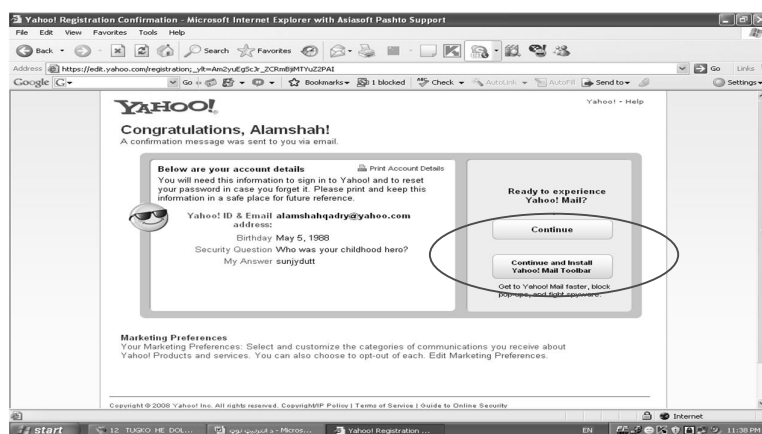 Yahoo! Registration Confirmation - Microsoft Internet Explorer with Asiasoft Pashto Support
File Edit View Favorites Tools Help
Back Search Favorites
Address https://edit.yahoo.com/registration;_ylt=Am2yuEgScJr_ZCRmBjiMTYuZ2PAI Go Links
Google G Go Bookmarks 1 blocked Check AutoLink AutoFill Send to Settings
YAHOO! Yahoo! - Help
Congratulations, Alamshah!
A confirmation message was sent to you via email.
Below are your account details Print Account Details
You will need this information to sign in to Yahoo! and to reset
your password in case you forget it. Please print and keep this
information in a safe place for future reference.
Yahoo! ID & Email alamshahqadry@yahoo.com
address:
Birthday May 5, 1988
Security Question Who was your childhood hero?
My Answer sunjydutt
Ready to experience
Yahoo! Mail?
Continue
Continue and Install
Yahoo! Mail Toolbar
Get to Yahoo! Mail faster, block
pop-ups, and fight spyware.
Marketing Preferences
Your Marketing Preferences: Select and customize the categories of communications you receive about
Yahoo! Products and services. You can also choose to opt-out of each. Edit Marketing Preferences.
Copyright © 2008 Yahoo! Inc. All rights reserved. Copyright/IP Policy | Terms of Service | Guide to Online Security
Internet
start 12 TUGKO HE DOL... - Micros... Yahoo! Registration ... EN 11:38 PM